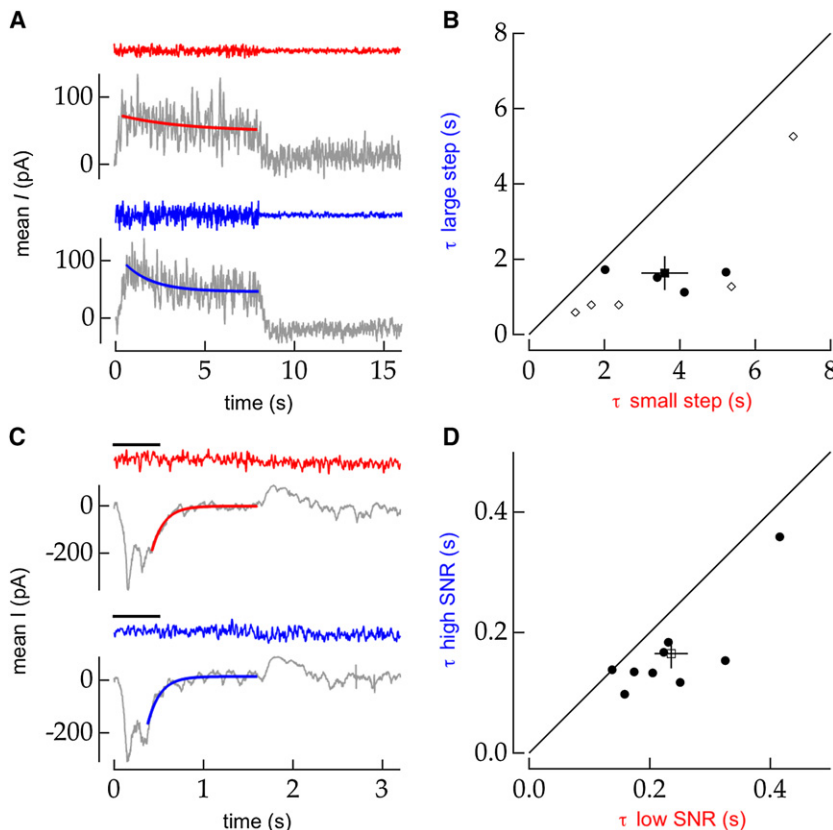 A
100
0
100
0
mean I (pA)
0
5
10
15
time (s)
B
8
6
4
2
0
τ large step (s)
0
2
4
6
8
τ small step (s)
C
0
-200
0
-200
mean I (pA)
0
1
2
3
time (s)
D
0.4
0.2
0.0
τ high SNR (s)
0.0
0.2
0.4
τ low SNR (s)